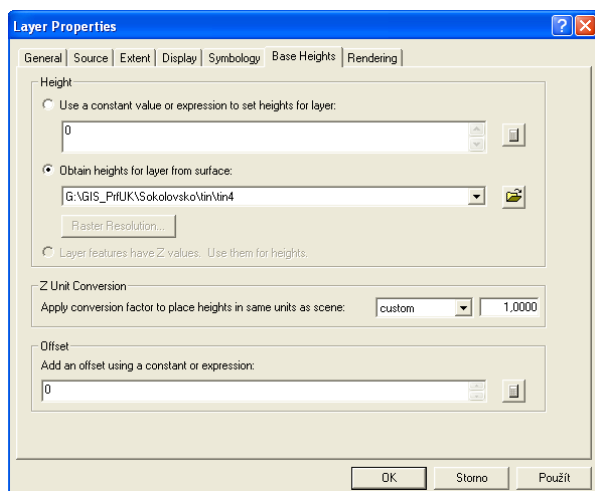 Layer Properties
General Source Extent Display Symbology Base Heights Rendering
Height
Use a constant value or expression to set heights for layer:
0
Obtain heights for layer from surface:
G:\GIS_PrfUK\Sokolovsko\tin\tin4
Raster Resolution...
Layer features have Z values. Use them for heights.
Z Unit Conversion
Apply conversion factor to place heights in same units as scene: custom 1,0000
Offset
Add an offset using a constant or expression:
0
OK Storno Použít